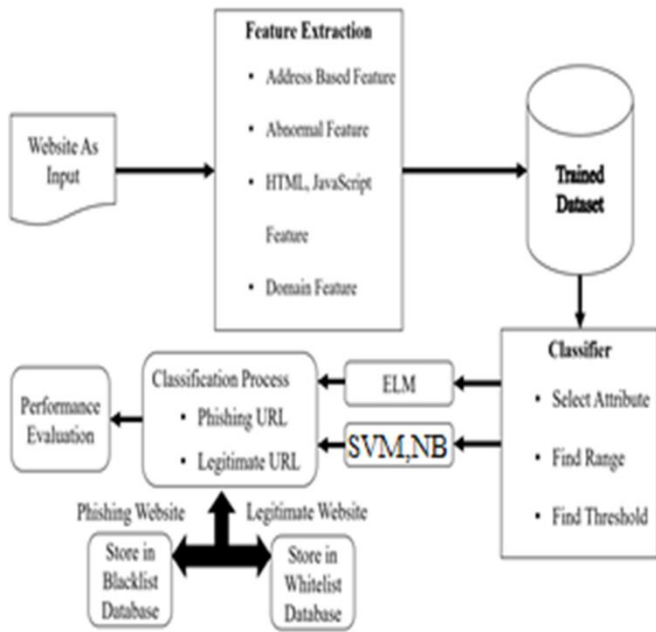 Website As
Input
Feature Extraction
• Address Based Feature
• Abnormal Feature
• HTML, JavaScript
Feature
• Domain Feature
Trained
Dataset
Classifier
• Select Attribute
• Find Range
• Find Threshold
ELM
SVM,NB
Classification Process
• Phishing URL
• Legitimate URL
Performance
Evaluation
Phishing Website
Legitimate Website
Store in
Blacklist
Database
Store in
Whitelist
Database